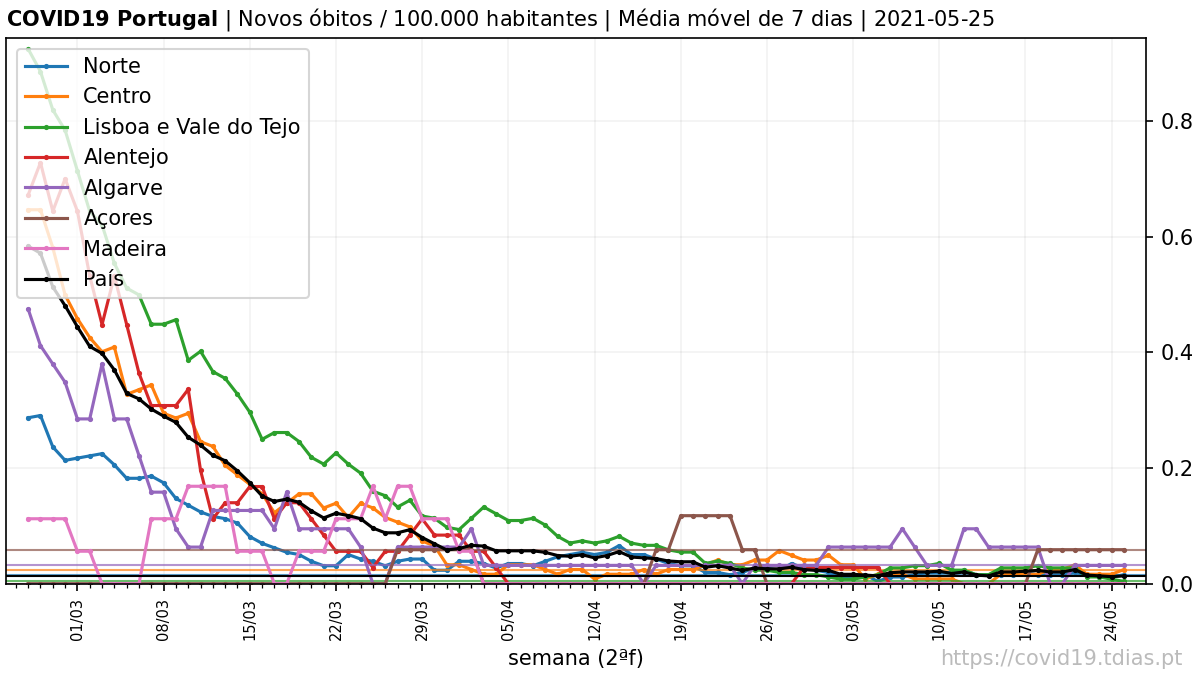 COVID19 Portugal | Novos óbitos / 100.000 habitantes | Média móvel de 7 dias | 2021-05-25
Norte
Centro
Lisboa e Vale do Tejo
Alentejo
Algarve
Açores
Madeira
País
0.8
0.6
0.4
0.2
0.0
01/03
08/03
15/03
22/03
29/03
05/04
12/04
19/04
26/04
03/05
10/05
17/05
24/05
semana (2ªf)
https://covid19.tdias.pt